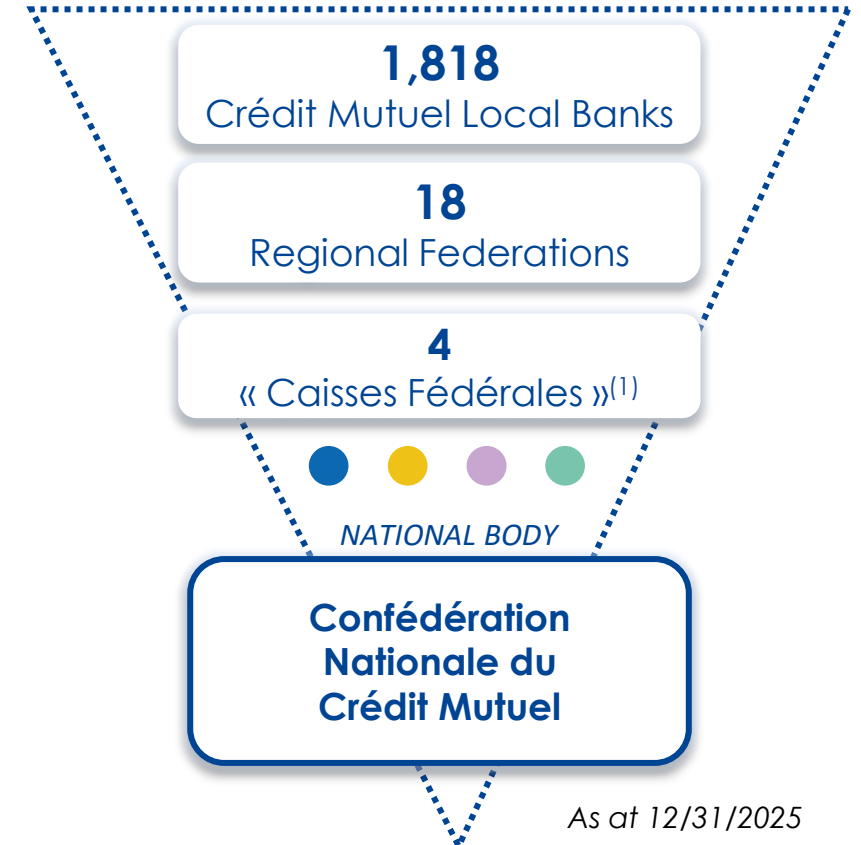 1,818
Crédit Mutuel Local Banks
18
Regional Federations
4
« Caisses Fédérales »(1)
NATIONAL BODY
Confédération
Nationale du
Crédit Mutuel
As at 12/31/2025